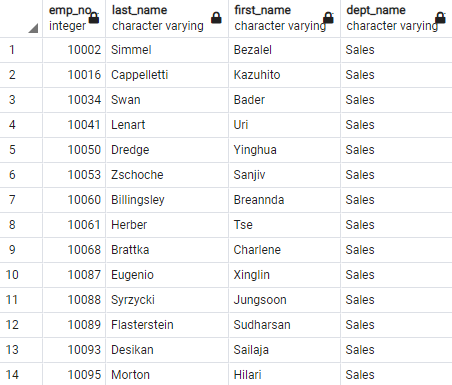 emp_no last_name first_name dept_name
integer character varying character varying character varying
1 10002 Simmel Bezalel Sales
2 10016 Cappelletti Kazuhito Sales
3 10034 Swan Bader Sales
4 10041 Lenart Uri Sales
5 10050 Dredge Yinghua Sales
6 10053 Zschoche Sanjiv Sales
7 10060 Billingsley Breannda Sales
8 10061 Herber Tse Sales
9 10068 Brattka Charlene Sales
10 10087 Eugenio Xinglin Sales
11 10088 Syrzycki Jungsoon Sales
12 10089 Flasterstein Sudharsan Sales
13 10093 Desikan Sailaja Sales
14 10095 Morton Hilari Sales